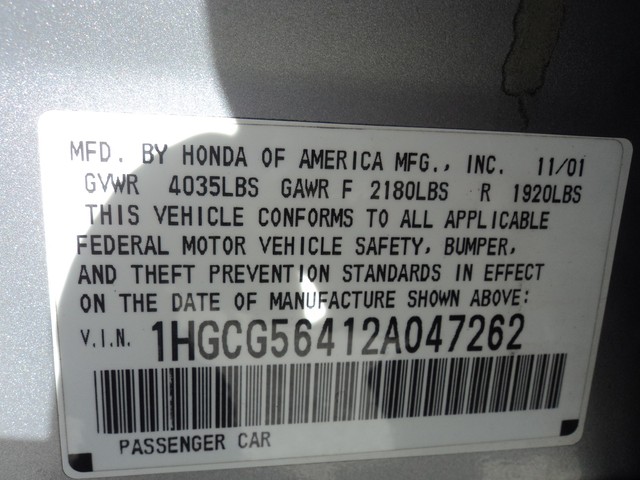 MFD. BY HONDA OF AMERICA MFG., INC. 11/01
GVWR 4035LBS GAWR F 2180LBS R 1920LBS
THIS VEHICLE CONFORMS TO ALL APPLICABLE
FEDERAL MOTOR VEHICLE SAFETY, BUMPER,
AND THEFT PREVENTION STANDARDS IN EFFECT
ON THE DATE OF MANUFACTURE SHOWN ABOVE:
V.I.N. 1HGCG56412A047262
PASSENGER CAR